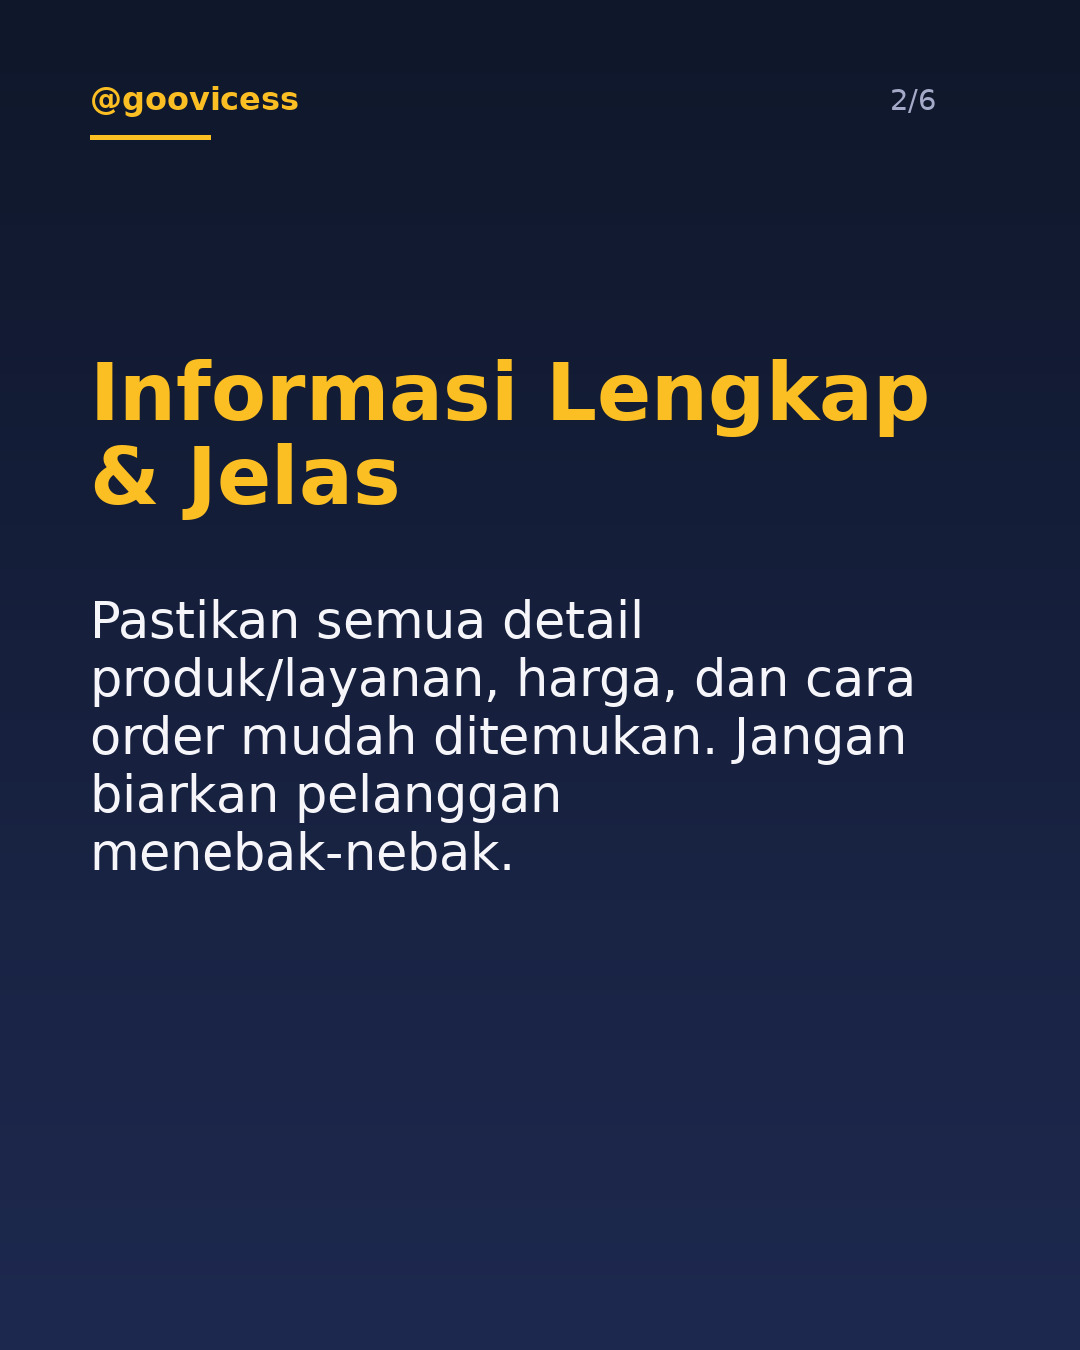 @goovicess
2/6
Informasi Lengkap
& Jelas
Pastikan semua detail
produk/layanan, harga, dan cara
order mudah ditemukan. Jangan
biarkan pelanggan
menebak-nebak.